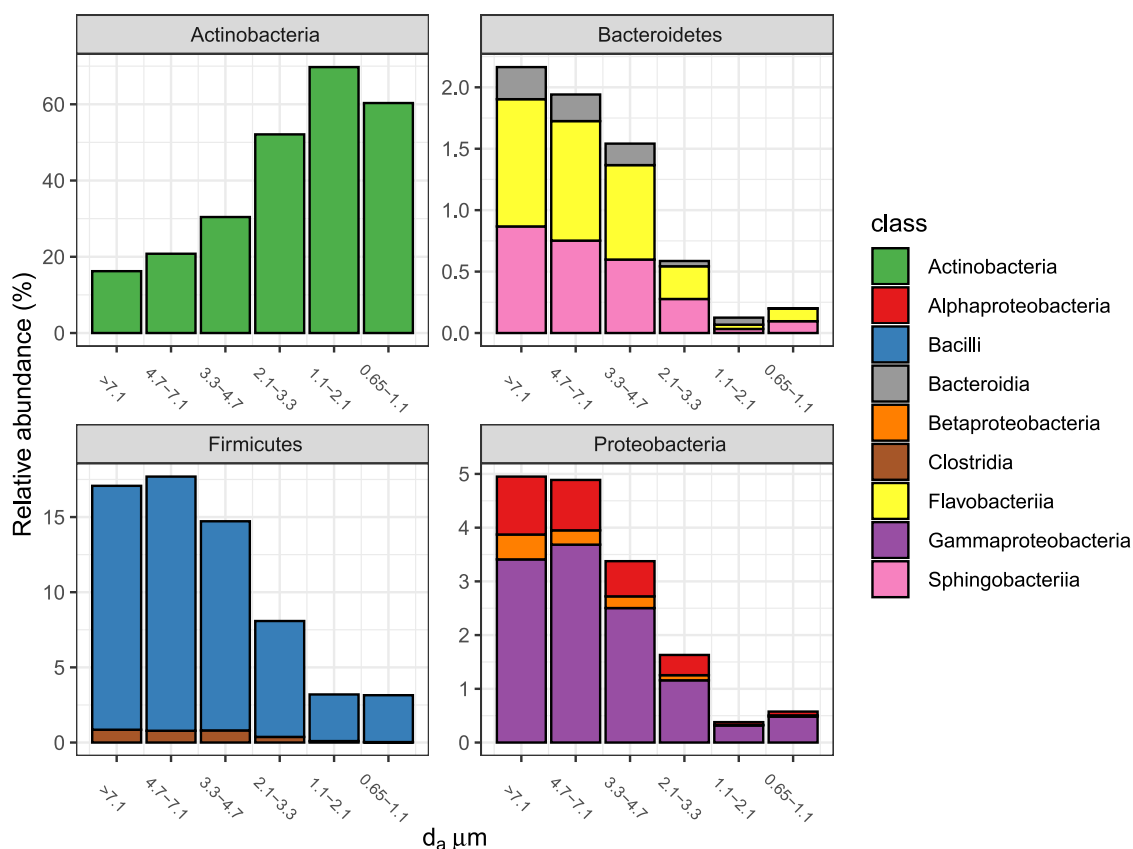 Actinobacteria
Bacteroidetes
60
40
20
0
2.0
1.5
1.0
0.5
0.0
>7.1
4.7−7.1
3.3−4.7
2.1−3.3
1.1−2.1
0.65−1.1
>7.1
4.7−7.1
3.3−4.7
2.1−3.3
1.1−2.1
0.65−1.1
Firmicutes
Proteobacteria
15
10
5
0
5
4
3
2
1
0
>7.1
4.7−7.1
3.3−4.7
2.1−3.3
1.1−2.1
0.65−1.1
>7.1
4.7−7.1
3.3−4.7
2.1−3.3
1.1−2.1
0.65−1.1
Relative abundance (%)
da μm
class
Actinobacteria
Alphaproteobacteria
Bacilli
Bacteroidia
Betaproteobacteria
Clostridia
Flavobacteriia
Gammaproteobacteria
Sphingobacteriia